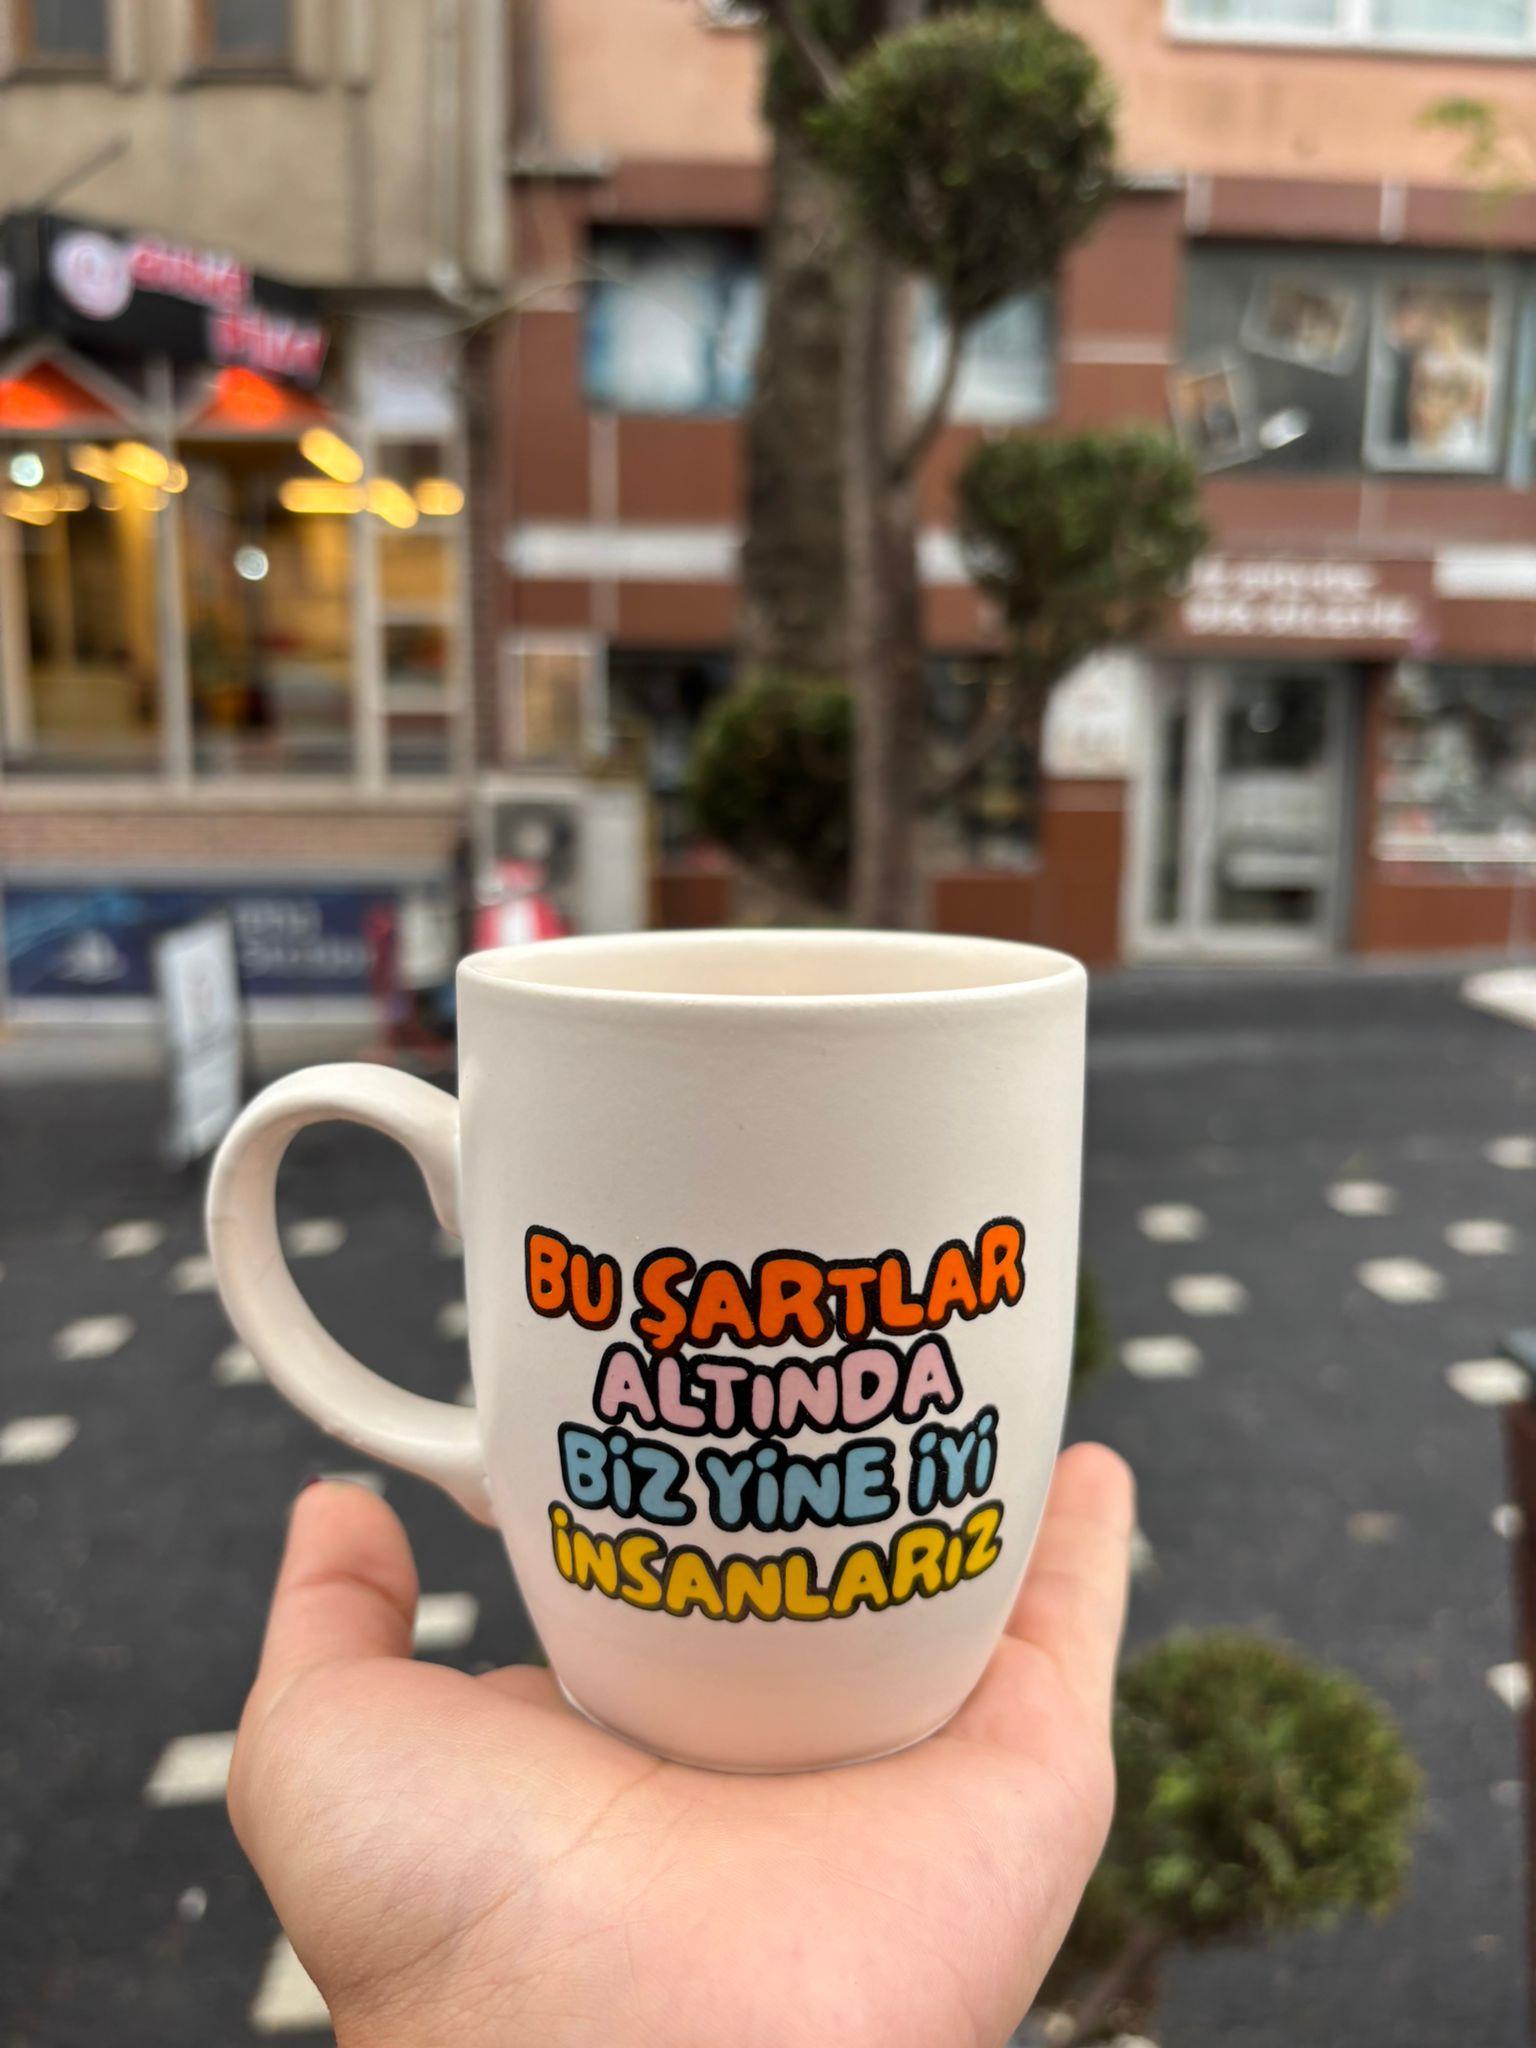 BU ŞARTLAR
ALTINDA
BİZ YİNE İYİ
İNSANLARIZ